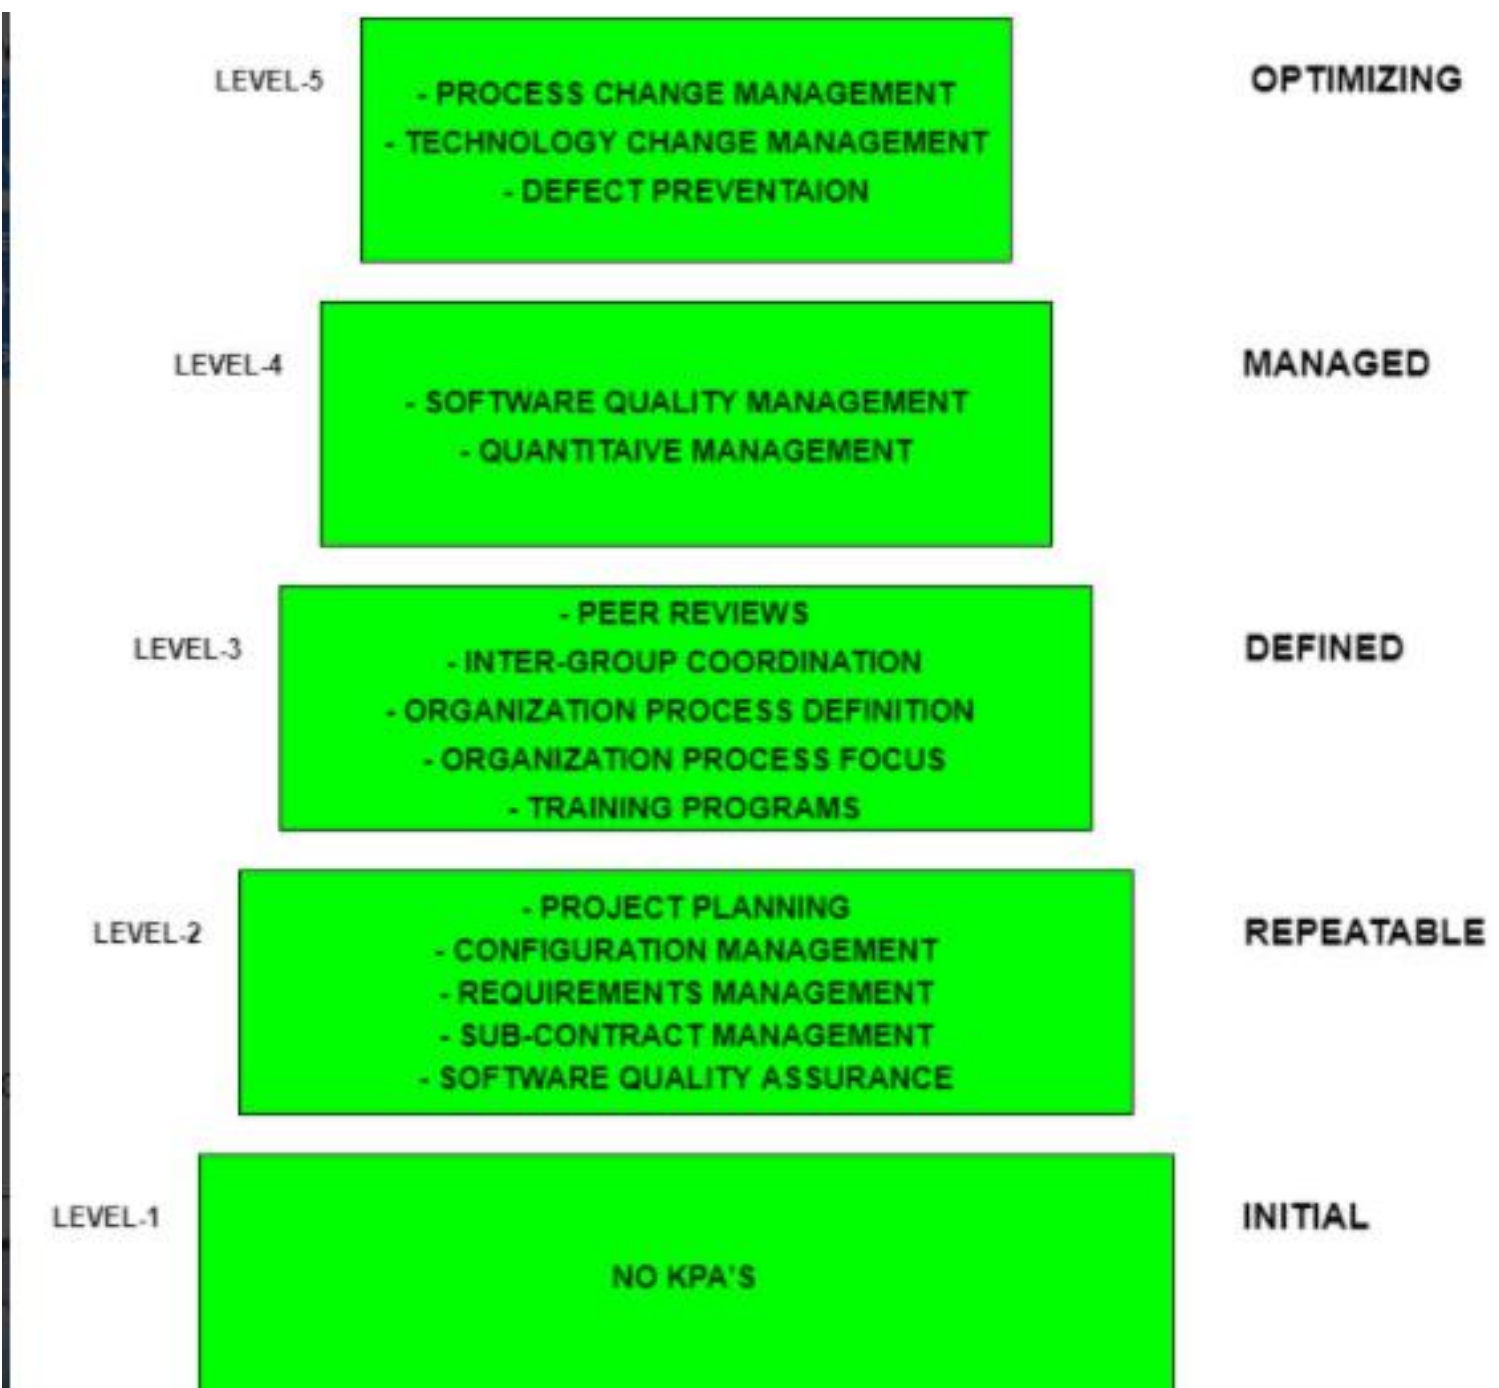 LEVEL-5
- PROCESS CHANGE MANAGEMENT
- TECHNOLOGY CHANGE MANAGEMENT
- DEFECT PREVENTAION
OPTIMIZING
LEVEL-4
- SOFTWARE QUALITY MANAGEMENT
- QUANTITAIVE MANAGEMENT
MANAGED
LEVEL-3
- PEER REVIEWS
- INTER-GROUP COORDINATION
- ORGANIZATION PROCESS DEFINITION
- ORGANIZATION PROCESS FOCUS
- TRAINING PROGRAMS
DEFINED
LEVEL-2
- PROJECT PLANNING
- CONFIGURATION MANAGEMENT
- REQUIREMENTS MANAGEMENT
- SUB-CONTRACT MANAGEMENT
- SOFTWARE QUALITY ASSURANCE
REPEATABLE
LEVEL-1
NO KPA'S
INITIAL